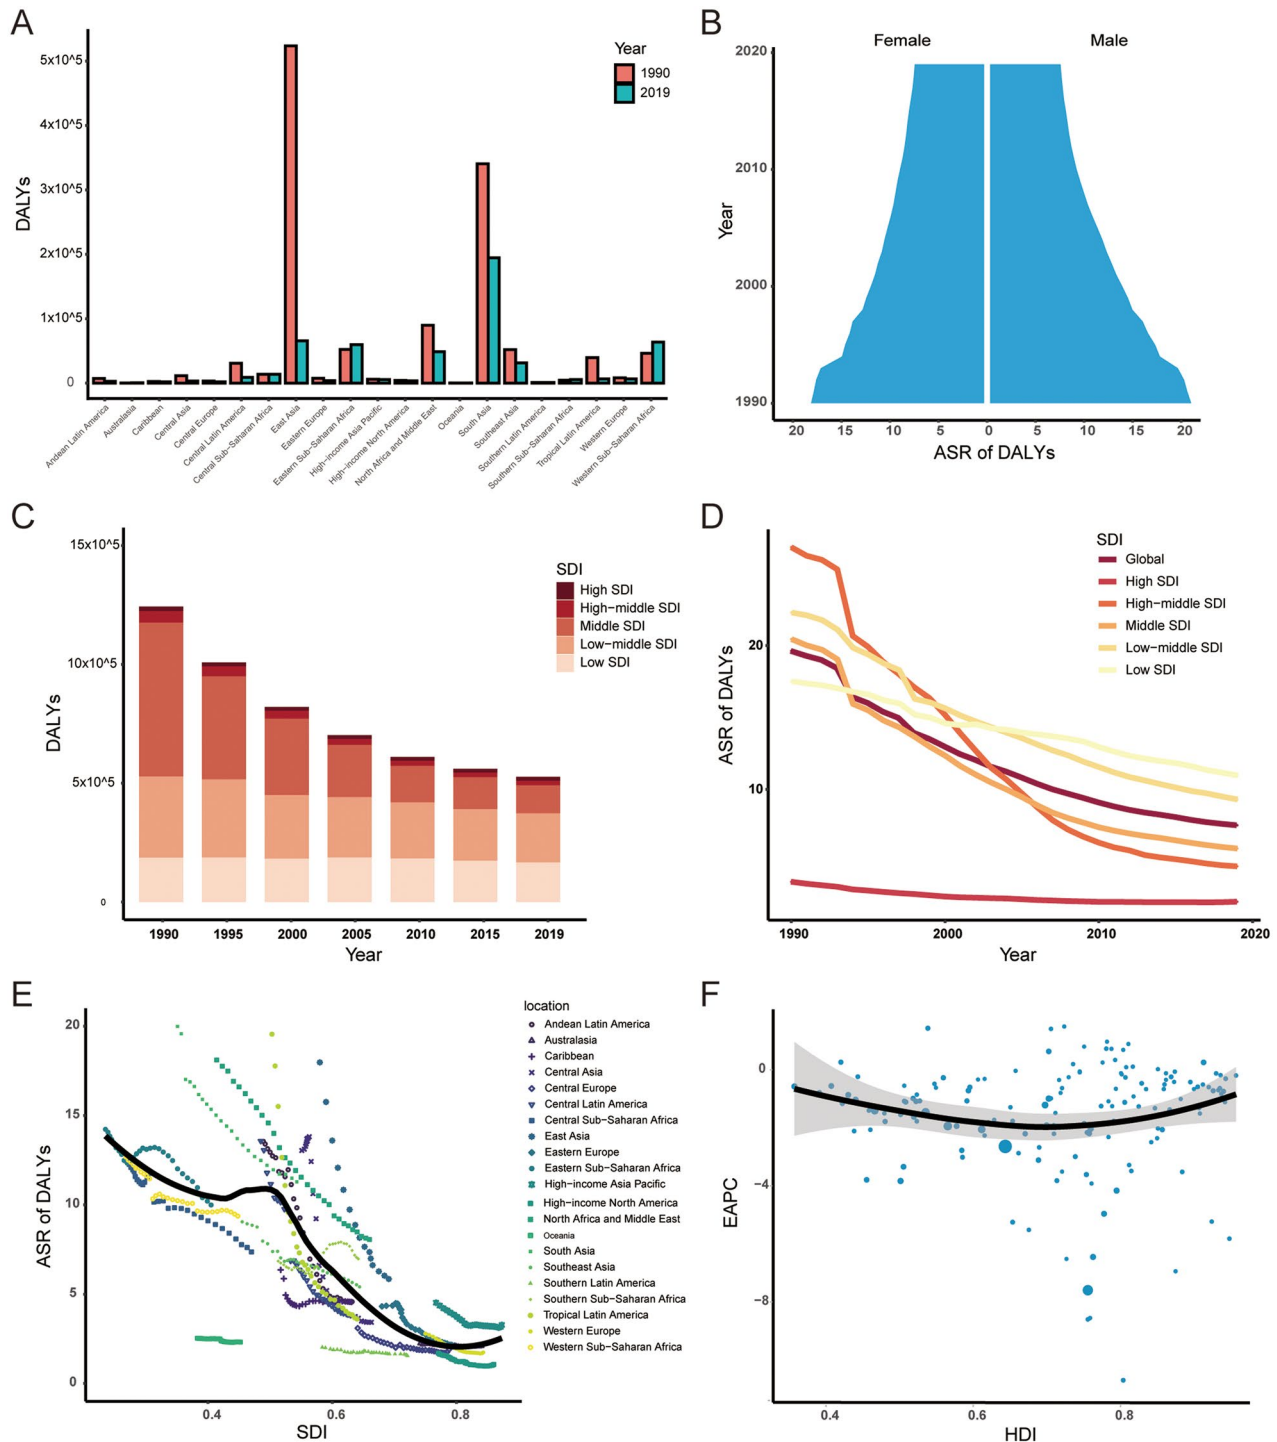 A
DALYs
5x10^5
4x10^5
3x10^5
2x10^5
1x10^5
0
Year
1990
2019
Andean Latin America
Australasia
Caribbean
Central Asia
Central Europe
Central Latin America
Central Sub-Saharan Africa
East Asia
Eastern Europe
Eastern Sub-Saharan Africa
High-income Asia Pacific
High-income North America
North Africa and Middle East
Oceania
South Asia
Southeast Asia
Southern Latin America
Southern Sub-Saharan Africa
Tropical Latin America
Western Europe
Western Sub-Saharan Africa
B
Female Male
Year
2020
2010
2000
1990
20 15 10 5 0 5 10 15 20
ASR of DALYs
C
DALYs
15x10^5
10x10^5
5x10^5
0
SDI
High SDI
High-middle SDI
Middle SDI
Low-middle SDI
Low SDI
1990 1995 2000 2005 2010 2015 2019
Year
D
ASR of DALYs
20
10
SDI
Global
High SDI
High-middle SDI
Middle SDI
Low-middle SDI
Low SDI
1990 2000 2010 2020
Year
E
ASR of DALYs
20
15
10
5
0
0.4 0.6 0.8
SDI
location
Andean Latin America
Australasia
Caribbean
Central Asia
Central Europe
Central Latin America
Central Sub-Saharan Africa
East Asia
Eastern Europe
Eastern Sub-Saharan Africa
High-income Asia Pacific
High-income North America
North Africa and Middle East
Oceania
South Asia
Southeast Asia
Southern Latin America
Southern Sub-Saharan Africa
Tropical Latin America
Western Europe
Western Sub-Saharan Africa
F
EAPC
0
-4
-8
0.4 0.6 0.8
HDI